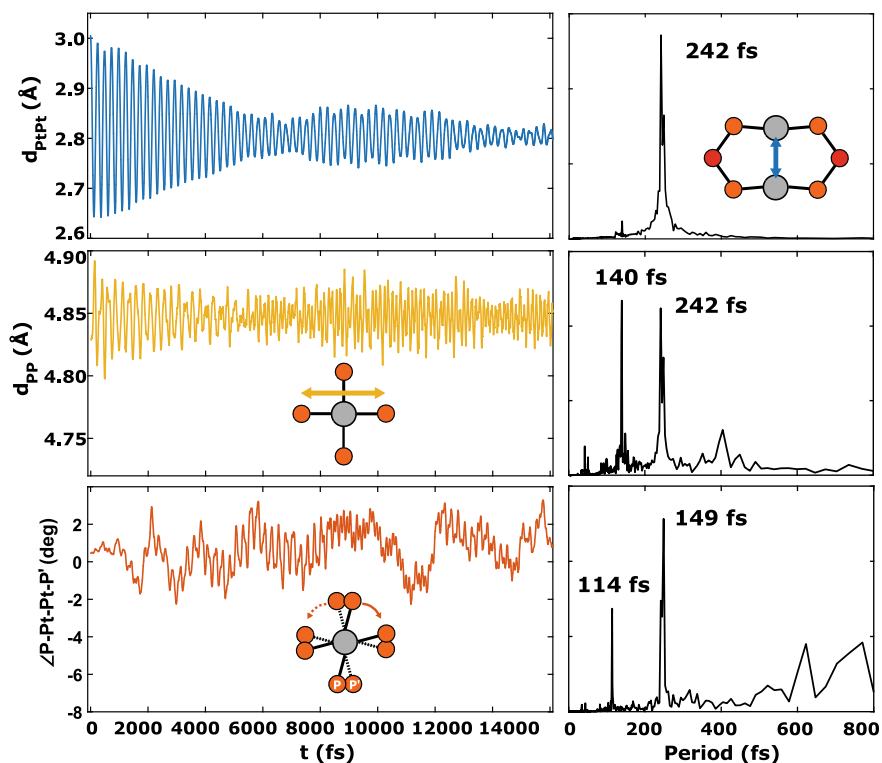 d_PtPt (Å)
3.0
2.9
2.8
2.7
2.6
242 fs
d_PP (Å)
4.90
4.85
4.80
4.75
140 fs
242 fs
∠P-Pt-Pt-P' (deg)
2
0
-2
-4
-6
-8
P P'
149 fs
114 fs
0 2000 4000 6000 8000 10000 12000 14000
t (fs)
0 200 400 600 800
Period (fs)